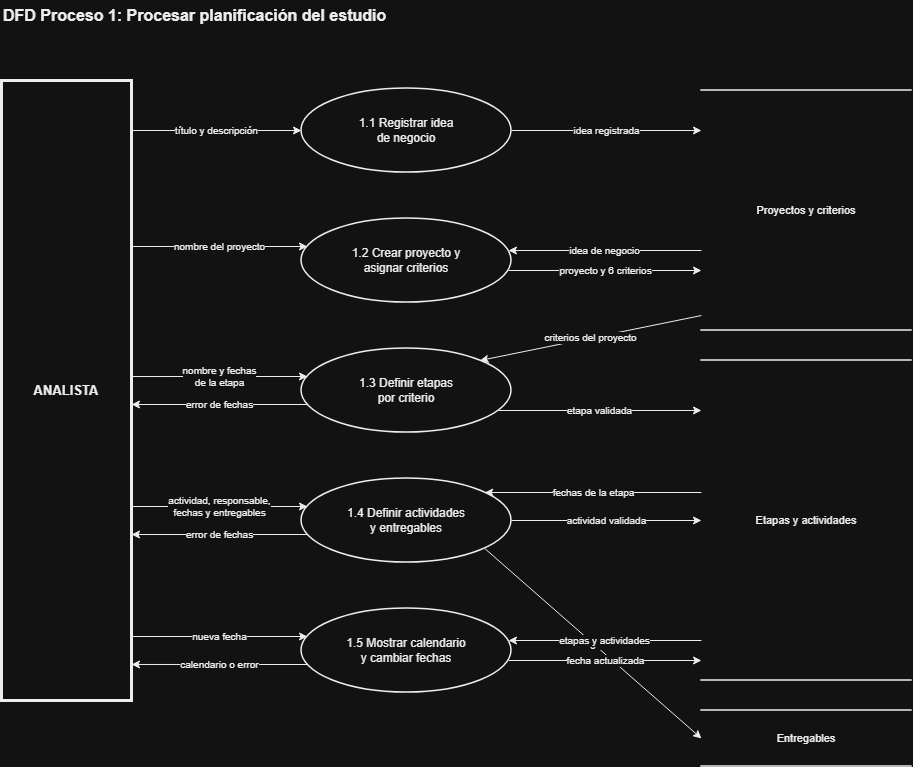 DFD Proceso 1: Procesar planificación del estudio
título y descripción
1.1 Registrar idea
de negocio
idea registrada
Proyectos y criterios
nombre del proyecto
1.2 Crear proyecto y
asignar criterios
idea de negocio
proyecto y 6 criterios
criterios del proyecto
ANALISTA
nombre y fechas
de la etapa
error de fechas
1.3 Definir etapas
por criterio
etapa validada
actividad, responsable,
fechas y entregables
error de fechas
1.4 Definir actividades
y entregables
fechas de la etapa
actividad validada
Etapas y actividades
nueva fecha
calendario o error
1.5 Mostrar calendario
y cambiar fechas
etapas y actividades
fecha actualizada
Entregables